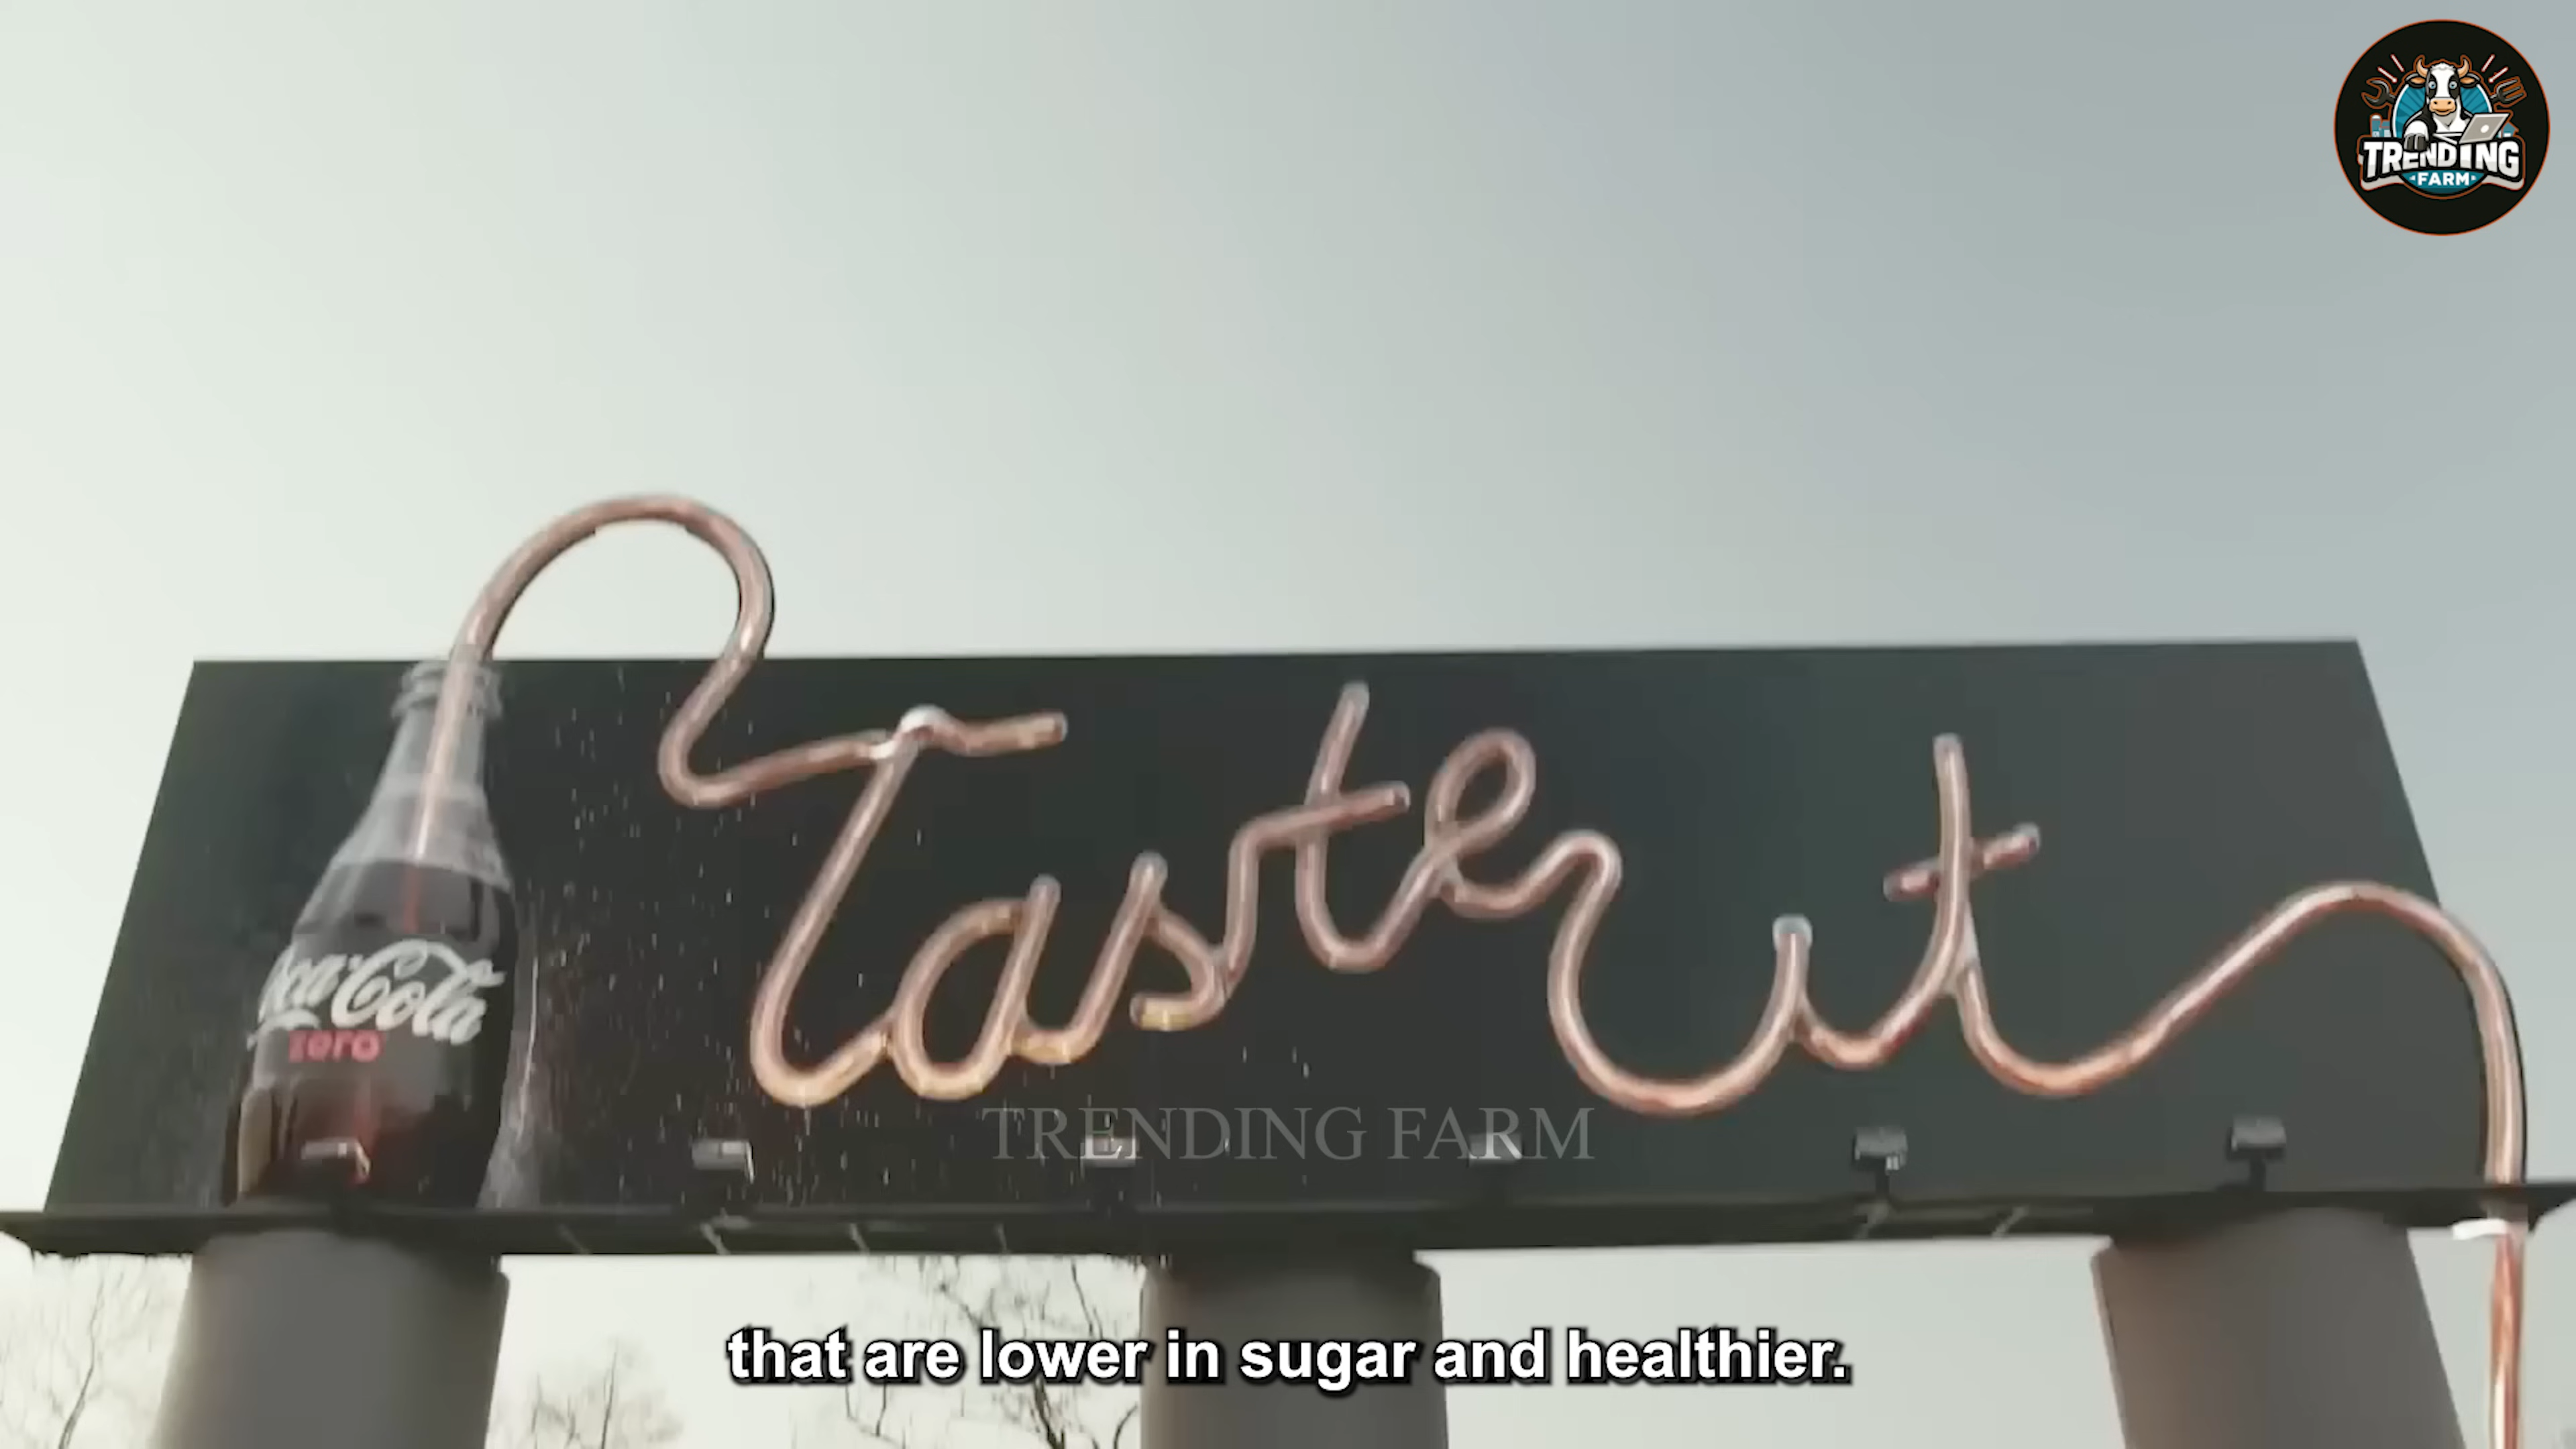 TRENDING
FARM
Taste it
Coca-Cola
zero
TRENDING FARM
that are lower in sugar and healthier.